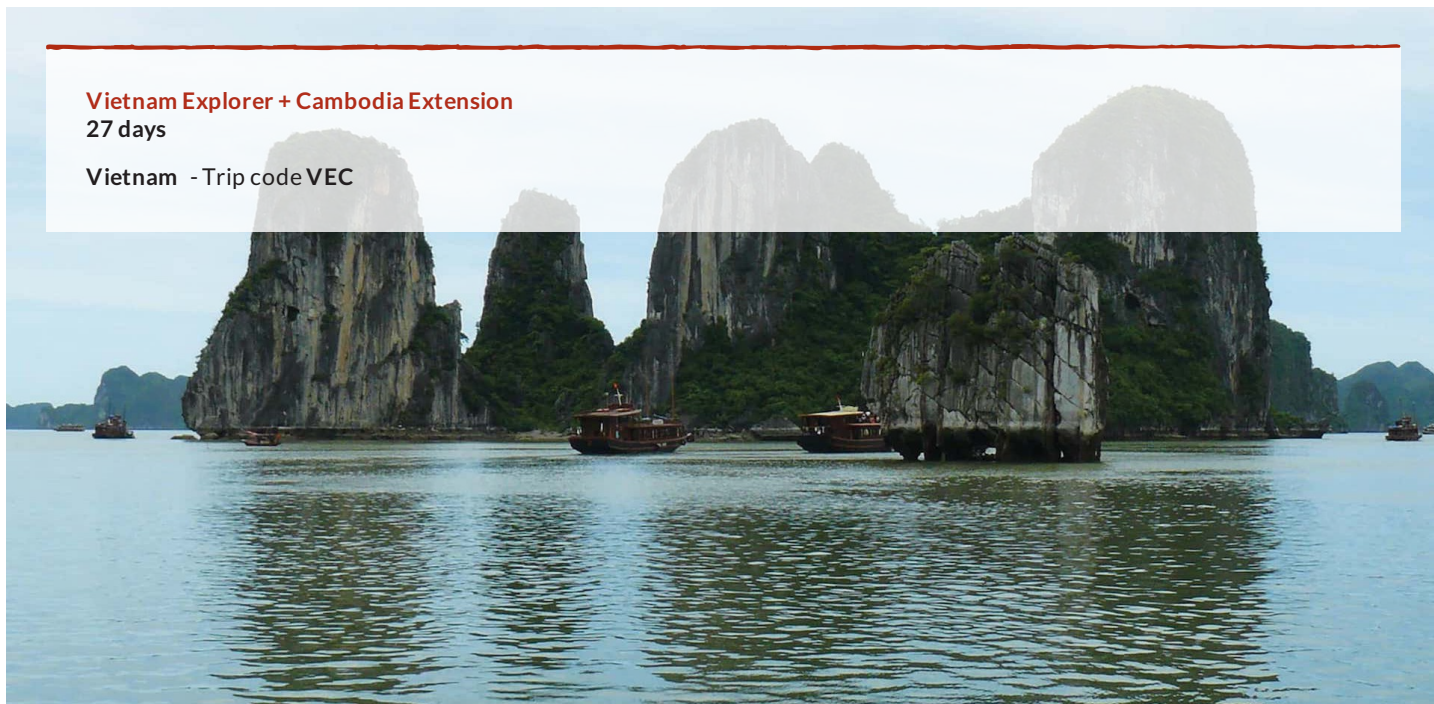 Vietnam Explorer + Cambodia Extension
27 days
Vietnam - Trip code VEC